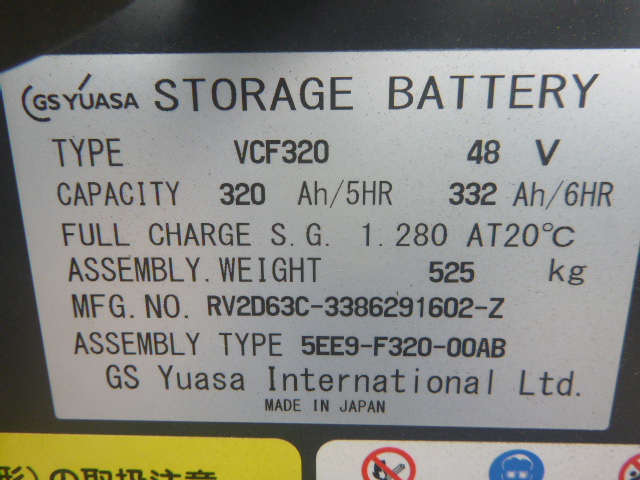 GS YUASA STORAGE BATTERY
TYPE VCF320 48 V
CAPACITY 320 Ah/5HR 332 Ah/6HR
FULL CHARGE S.G. 1.280 AT20℃
ASSEMBLY.WEIGHT 525 kg
MFG.NO. RV2D63C-3386291602-Z
ASSEMBLY TYPE 5EE9-F320-00AB
GS Yuasa International Ltd.
MADE IN JAPAN
形)の取扱注意